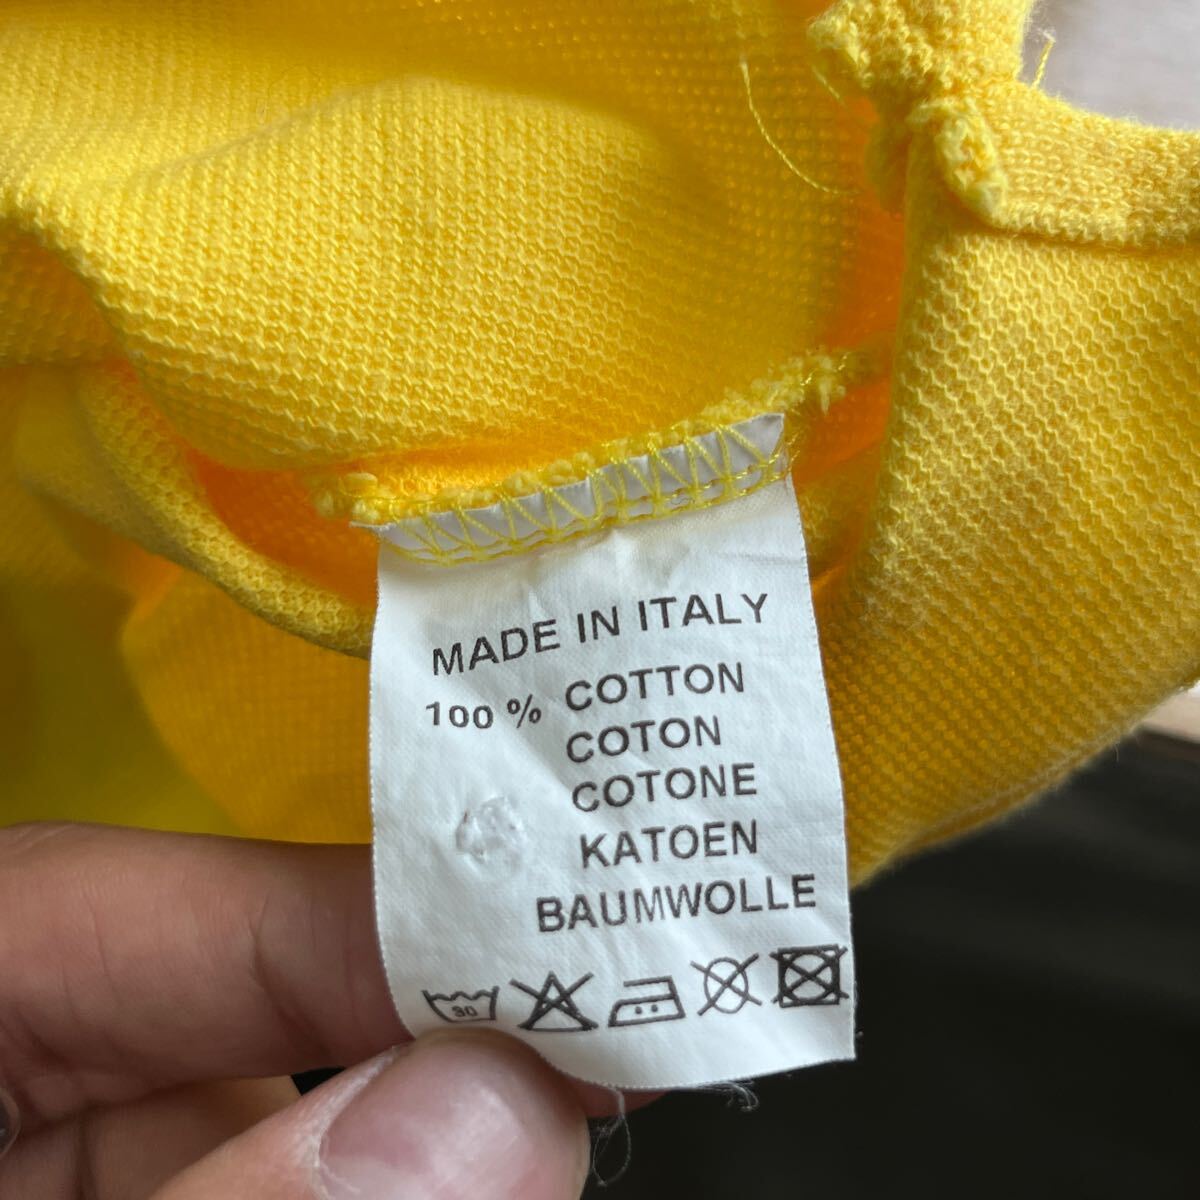 MADE IN ITALY
100 % COTTON
COTON
COTONE
KATOEN
BAUMWOLLE
30